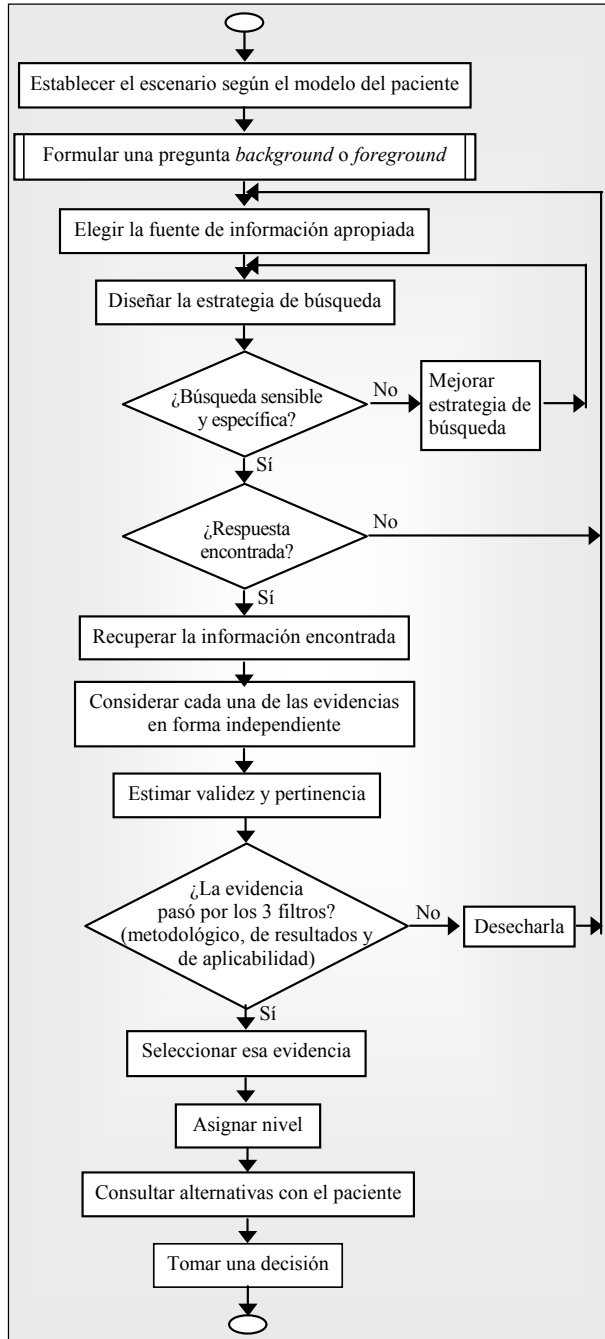 Establecer el escenario según el modelo del paciente
Formular una pregunta background o foreground
Elegir la fuente de información apropiada
Diseñar la estrategia de búsqueda
¿Búsqueda sensible
y específica?
No
Mejorar
estrategia de
búsqueda
Sí
¿Respuesta
encontrada?
No
Sí
Recuperar la información encontrada
Considerar cada una de las evidencias
en forma independiente
Estimar validez y pertinencia
¿La evidencia
pasó por los 3 filtros?
(metodológico, de resultados y
de aplicabilidad)
No
Desecharla
Sí
Seleccionar esa evidencia
Asignar nivel
Consultar alternativas con el paciente
Tomar una decisión